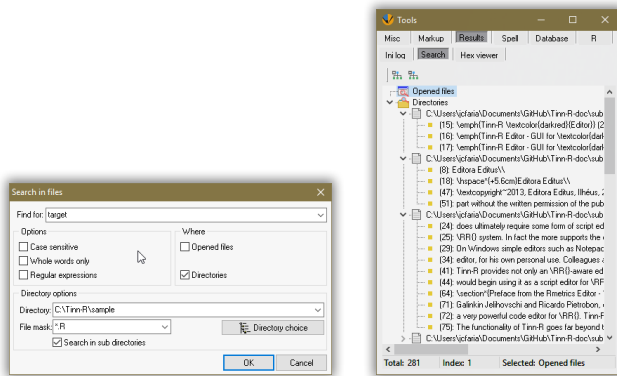 Search in files
Find for: target
Options
Case sensitive
Whole words only
Regular expressions
Where
Opened files
Directories
Directory options
Directory: C:\Tinn-R\sample
File mask: *.R
Directory choice
Search in sub directories
OK Cancel
Tools
Misc Markup Results Spell Database R
Ini log Search Hex viewer
Opened files
Directories
C:\Users\jcfaria\Documents\GitHub\Tinn-R-doc\sub
(15): \emph{Tinn-R \textcolor{darkred}{Editor}} (2
(16): \emph{Tinn-R Editor - GUI for \textcolor{dark
(17): \emph{Tinn-R Editor - GUI for \textcolor{dark
C:\Users\jcfaria\Documents\GitHub\Tinn-R-doc\sub
(8): Editora Editus\\
(18): \hspace*{+5.6cm}Editora Editus\\
(47): \textcopyright~2013, Editora Editus, Ilhéus, 2
(51): part without the written permission of the pub
C:\Users\jcfaria\Documents\GitHub\Tinn-R-doc\sub
(24): does ultimately require some form of script ed
(25): \RR{} system. In fact the more supports the
(29): On Windows simple editors such as Notepac
(34): editor, for his own personal use. Colleagues a
(41): Tinn-R provides not only an \RR{}-aware ed
(44): would begin using it as a script editor for \RF
(64): \section*{Preface from the Rmetrics Editor -
(71): Galinkin Jelihovschi and Ricardo Pietrobon,
(72): a very powerful code editor for \RR{}. Tinn-F
(75): The functionality of Tinn-R goes far beyond t
C:\Users\jcfaria\Documents\GitHub\Tinn-R-doc\sub
Total: 281 Index: 1 Selected: Opened files